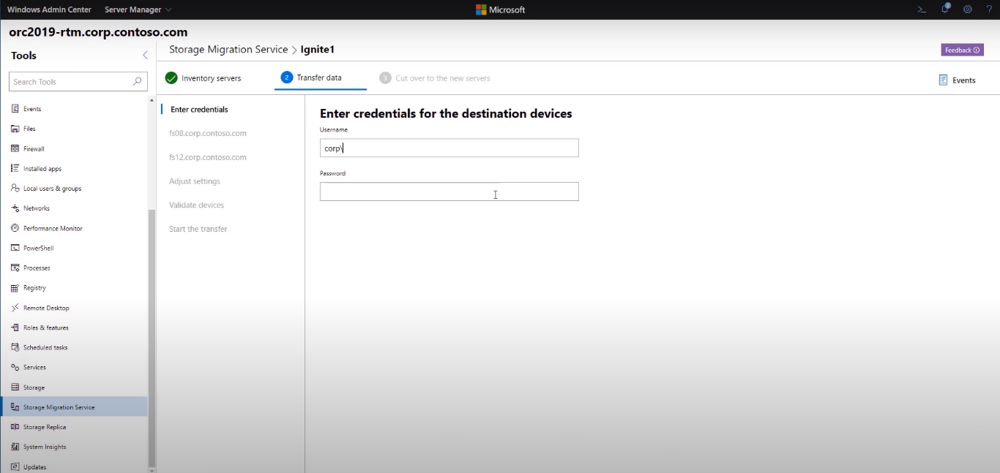 Windows Admin Center Server Manager Microsoft
2
?
orc2019-rtm.corp.contoso.com
Tools
Storage Migration Service > Ignite1
Feedback
Search Tools
Inventory servers
2 Transfer data
3 Cut over to the new servers
Events
Events
Files
Firewall
Installed apps
Local users & groups
Networks
Performance Monitor
PowerShell
Processes
Registry
Remote Desktop
Roles & features
Scheduled tasks
Services
Storage
Storage Migration Service
Storage Replica
System Insights
Updates
Enter credentials
fs08.corp.contoso.com
fs12.corp.contoso.com
Adjust settings
Validate devices
Start the transfer
Enter credentials for the destination devices
Username
corp\
Password